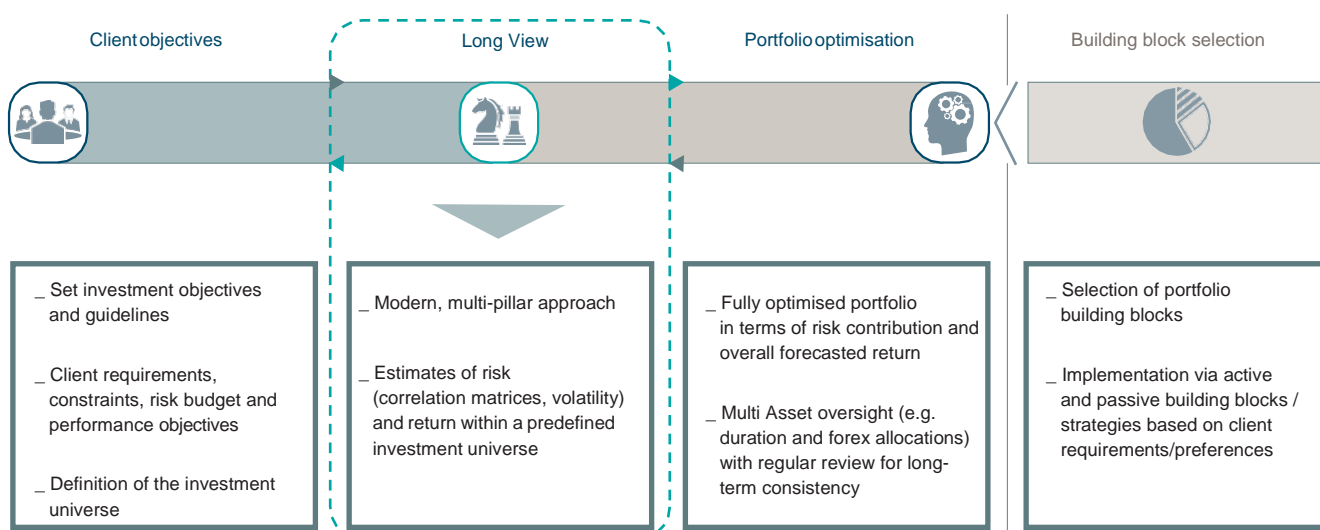 Client objectives
Long View
Portfolio optimisation
Building block selection
_ Set investment objectives
and guidelines
_ Client requirements,
constraints, risk budget and
performance objectives
_ Definition of the investment
universe
_ Modern, multi-pillar approach
_ Estimates of risk
(correlation matrices, volatility)
and return within a predefined
investment universe
_ Fully optimised portfolio
in terms of risk contribution and
overall forecasted return
_ Multi Asset oversight (e.g.
duration and forex allocations)
with regular review for long-
term consistency
_ Selection of portfolio
building blocks
_ Implementation via active
and passive building blocks /
strategies based on client
requirements/preferences